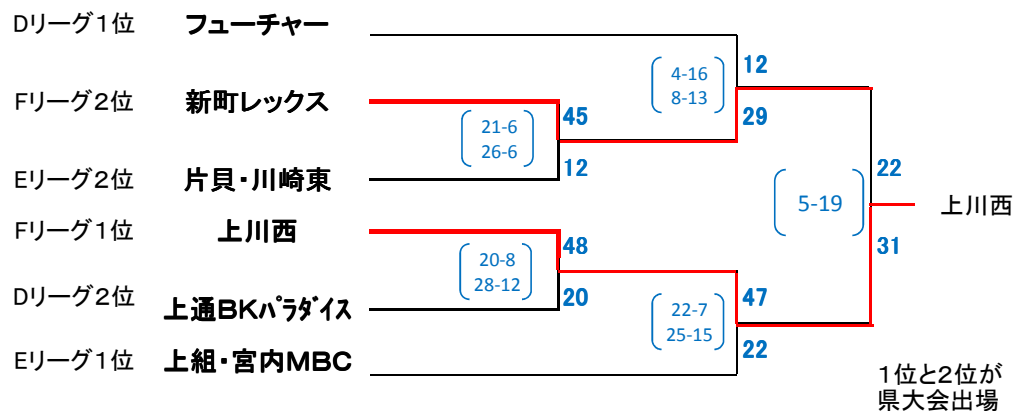 Dリーグ1位 フューチャー
12
4-16
8-13
Fリーグ2位 新町レックス
45
29
21-6
26-6
12
22
Eリーグ2位 片貝・川崎東
5-19
上川西
Fリーグ1位 上川西
48
31
20-8
28-12
Dリーグ2位 上通BKパラダイス
20
47
22-7
25-15
22
Eリーグ1位 上組・宮内MBC
1位と2位が
県大会出場